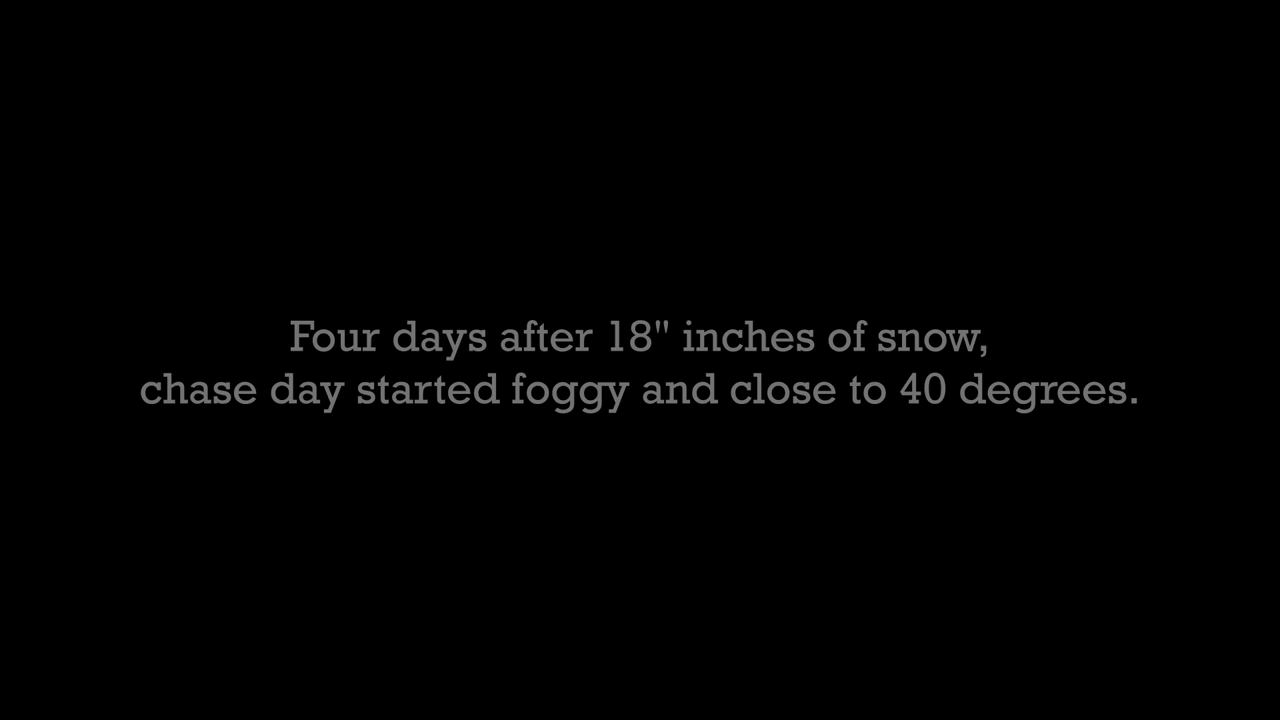 Four days after 18" inches of snow,
chase day started foggy and close to 40 degrees.